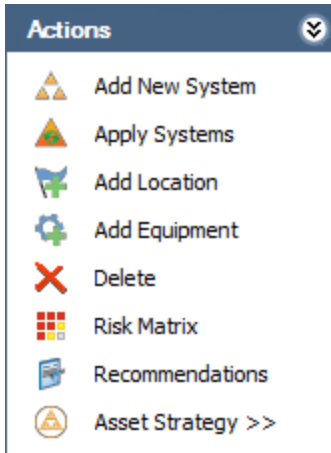 Actions
Add New System
Apply Systems
Add Location
Add Equipment
Delete
Risk Matrix
Recommendations
Asset Strategy >>